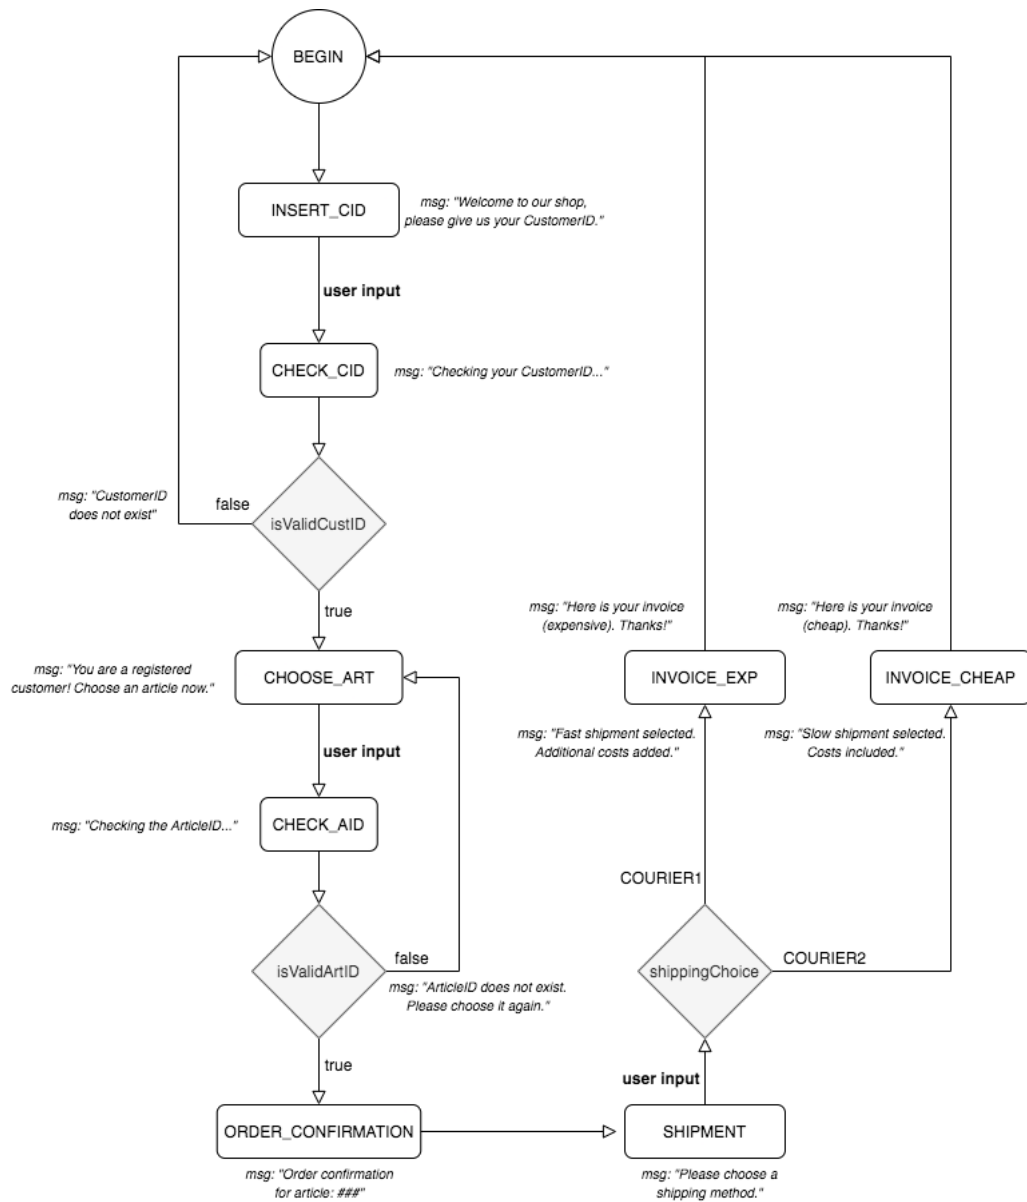 BEGIN
INSERT_CID
msg: "Welcome to our shop,
please give us your CustomerID."
user input
CHECK_CID
msg: "Checking your CustomerID..."
msg: "CustomerID
does not exist"
false
isValidCustID
true
msg: "You are a registered
customer! Choose an article now."
CHOOSE_ART
user input
msg: "Checking the ArticleID..."
CHECK_AID
isValidArtID
false
msg: "ArticleID does not exist.
Please choose it again."
true
ORDER_CONFIRMATION
msg: "Order confirmation
for article: ###"
SHIPMENT
msg: "Please choose a
shipping method."
user input
shippingChoice
COURIER1
COURIER2
msg: "Fast shipment selected.
Additional costs added."
msg: "Slow shipment selected.
Costs included."
INVOICE_EXP
INVOICE_CHEAP
msg: "Here is your invoice
(expensive). Thanks!"
msg: "Here is your invoice
(cheap). Thanks!"